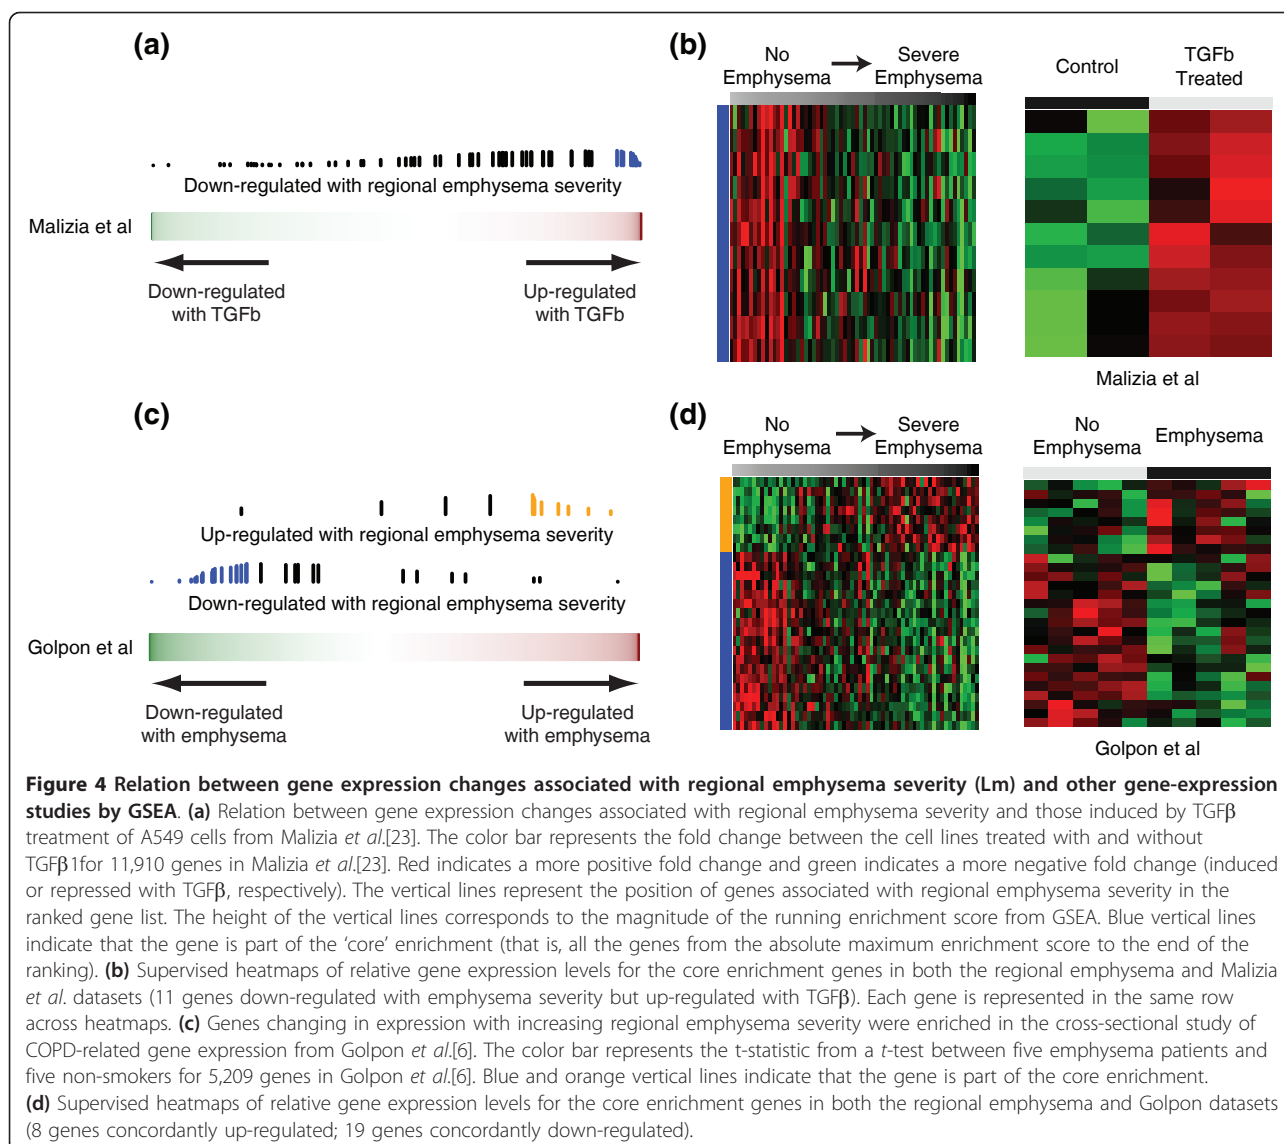 (a)
Down-regulated with regional emphysema severity
Malizia et al
Down-regulated
with TGFb
Up-regulated
with TGFb
(b)
No
Emphysema
Severe
Emphysema
Control
TGFb
Treated
Malizia et al
(c)
Up-regulated with regional emphysema severity
Down-regulated with regional emphysema severity
Golpon et al
Down-regulated
with emphysema
Up-regulated
with emphysema
(d)
No
Emphysema
Severe
Emphysema
No
Emphysema
Emphysema
Golpon et al
Figure 4 Relation between gene expression changes associated with regional emphysema severity (Lm) and other gene-expression
studies by GSEA. (a) Relation between gene expression changes associated with regional emphysema severity and those induced by TGFβ
treatment of A549 cells from Malizia et al.[23]. The color bar represents the fold change between the cell lines treated with and without
TGFβ1for 11,910 genes in Malizia et al.[23]. Red indicates a more positive fold change and green indicates a more negative fold change (induced
or repressed with TGFβ, respectively). The vertical lines represent the position of genes associated with regional emphysema severity in the
ranked gene list. The height of the vertical lines corresponds to the magnitude of the running enrichment score from GSEA. Blue vertical lines
indicate that the gene is part of the ‘core’ enrichment (that is, all the genes from the absolute maximum enrichment score to the end of the
ranking). (b) Supervised heatmaps of relative gene expression levels for the core enrichment genes in both the regional emphysema and Malizia
et al. datasets (11 genes down-regulated with emphysema severity but up-regulated with TGFβ). Each gene is represented in the same row
across heatmaps. (c) Genes changing in expression with increasing regional emphysema severity were enriched in the cross-sectional study of
COPD-related gene expression from Golpon et al.[6]. The color bar represents the t-statistic from a t-test between five emphysema patients and
five non-smokers for 5,209 genes in Golpon et al.[6]. Blue and orange vertical lines indicate that the gene is part of the core enrichment.
(d) Supervised heatmaps of relative gene expression levels for the core enrichment genes in both the regional emphysema and Golpon datasets
(8 genes concordantly up-regulated; 19 genes concordantly down-regulated).